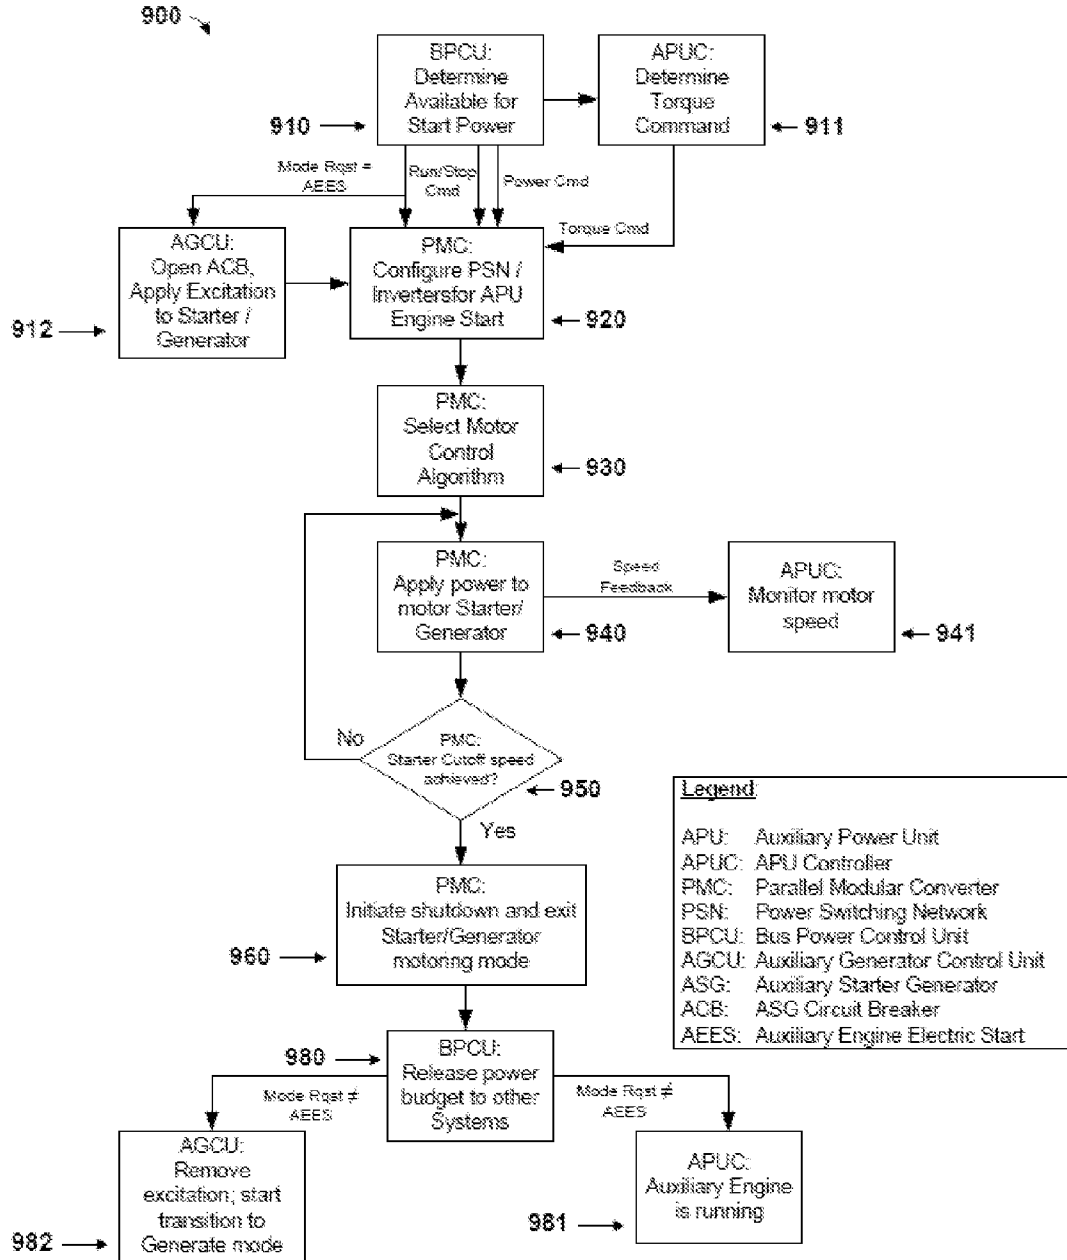 900
BPCU:
Determine
Available for
Start Power
910
APUC:
Determine
Torque
Command
911
Mode Rqst =
AEES
Run/Stop
Cmd
Power Cmd
Torque Cmd
AGCU:
Open ACB,
Apply Excitation
to Starter /
Generator
912
PMC:
Configure PSN /
Invertersfor APU
Engine Start
920
PMC:
Select Motor
Control
Algorithm
930
PMC:
Apply power to
motor Starter/
Generator
940
Speed
Feedback
APUC:
Monitor motor
speed
941
No
PMC:
Starter Cutoff speed
achieved?
950
Yes
PMC:
Initiate shutdown and exit
Starter/Generator
motoring mode
960
Legend:
APU: Auxiliary Power Unit
APUC: APU Controller
PMC: Parallel Modular Converter
PSN: Power Switching Network
BPCU: Bus Power Control Unit
AGCU: Auxiliary Generator Control Unit
ASG: Auxiliary Starter Generator
ACB: ASG Circuit Breaker
AEES: Auxiliary Engine Electric Start
980
BPCU:
Release power
budget to other
Systems
Mode Rqst ≠
AEES
Mode Rqst ≠
AEES
AGCU:
Remove
excitation; start
transition to
Generate mode
982
APUC:
Auxiliary Engine
is running
981